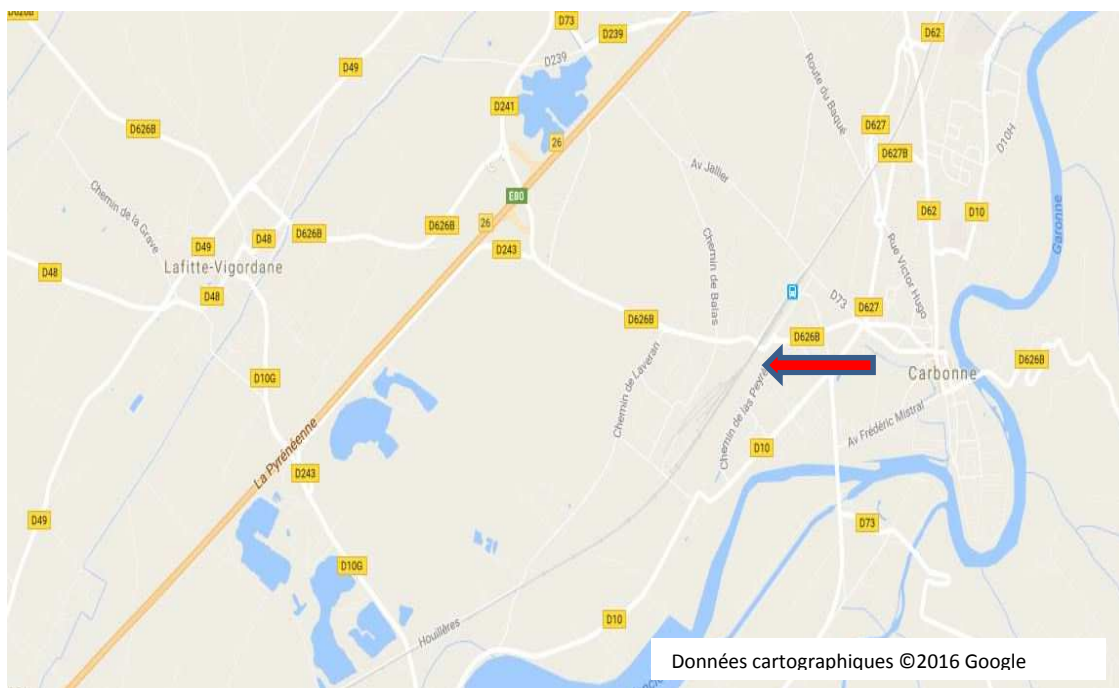 D626B
D73
D239
D62
D49
D239
Route du Baqué
D241
D626B
26
D627
D10H
D627B
Av Jallier
Chemin de la Grave
E80
D62
D10
Garonne
D49
D48
D626B
D626B
26
D243
Rue Victor Hugo
Lafitte-Vigordane
D48
D48
Chemin de Balas
D73
D626B
D627
D626B
D626B
D10G
Chemin de Laveran
Carbonne
Chemin de las Peyre
Av Frédéric Mistral
La Pyrénéenne
D10
D243
D49
D73
D10G
Houillères
D10
Données cartographiques ©2016 Google